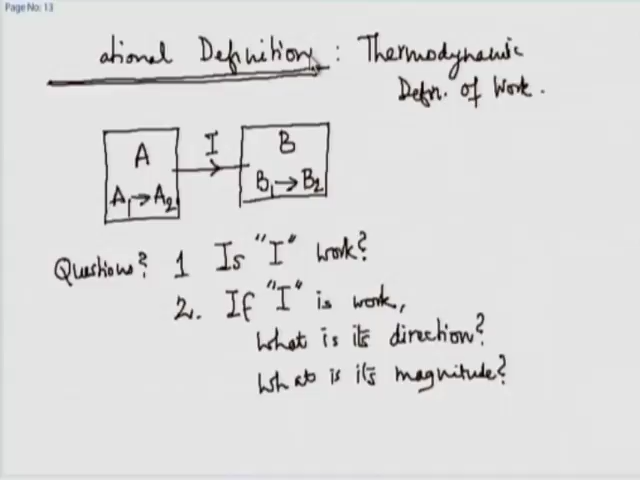 Page No: 13
ational Definition : Thermodynamic
Defn. of Work.
I
A
B
A₁→A₂
B₁→B₂
Questions? 1 Is "I" work?
2. If "I" is work,
What is its direction?
What is its magnitude?